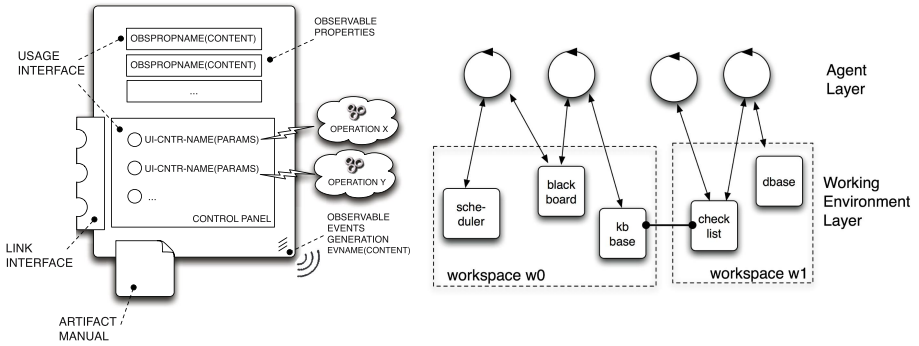 USAGE
INTERFACE
OBSPROPNAME(CONTENT)
OBSPROPNAME(CONTENT)
...
OBSERVABLE
PROPERTIES
UI-CNTR-NAME(PARAMS)
UI-CNTR-NAME(PARAMS)
...
CONTROL PANEL
OPERATION X
OPERATION Y
LINK
INTERFACE
OBSERVABLE
EVENTS
GENERATION
EVNAME(CONTENT)
ARTIFACT
MANUAL
Agent
Layer
sche-
duler
black
board
kb
base
check
list
dbase
Working
Environment
Layer
workspace w0
workspace w1